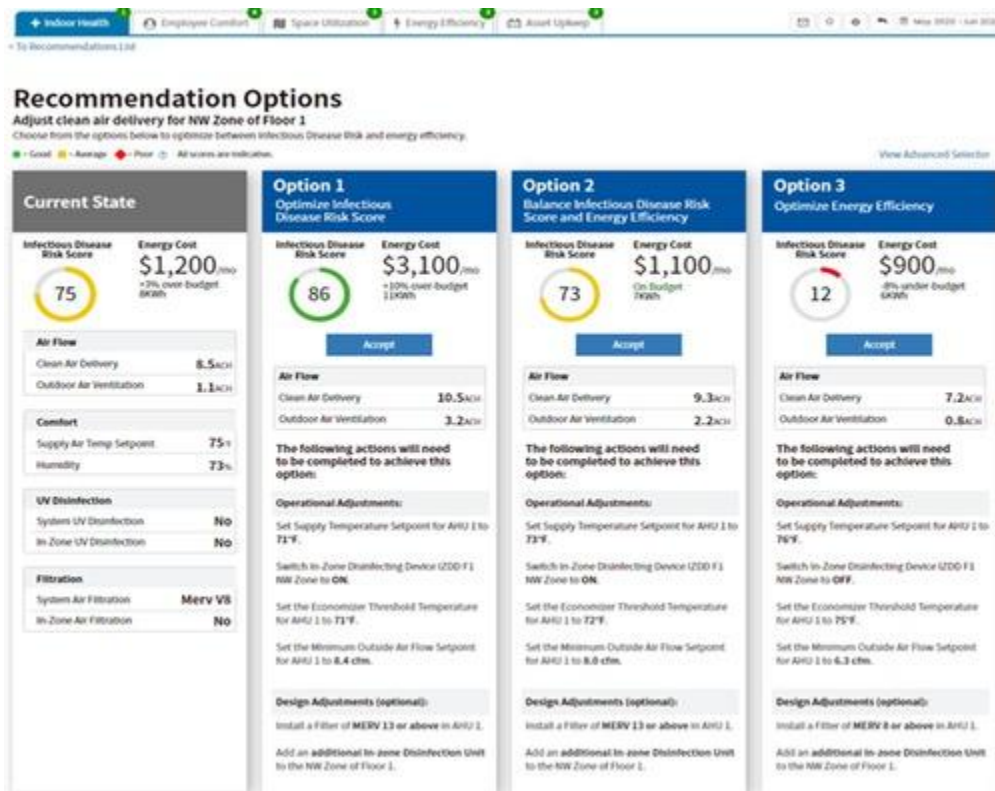 Indoor Health
Employee Comfort
Space Utilization
Energy Efficiency
Asset Upkeep
< To Recommendations List
Recommendation Options
Adjust clean air delivery for NW Zone of Floor 1
Choose from the options below to optimize between Infectious Disease Risk and energy efficiency.
- Good - Average - Poor All scores are indicative.
View Advanced Selector
Current State
Infectious Disease Risk Score
75
Energy Cost
$1,200/mo
+3% over-budget
8KWh
Air Flow
Clean Air Delivery 8.5ACH
Outdoor Air Ventilation 1.1ACH
Comfort
Supply Air Temp Setpoint 75°F
Humidity 73%
UV Disinfection
System UV Disinfection No
In-Zone UV Disinfection No
Filtration
System Air Filtration Merv V8
In-Zone Air Filtration No
Option 1
Optimize Infectious
Disease Risk Score
Infectious Disease Risk Score
86
Energy Cost
$3,100/mo
+10% over-budget
11KWh
Accept
Air Flow
Clean Air Delivery 10.5ACH
Outdoor Air Ventilation 3.2ACH
The following actions will need
to be completed to achieve this
option:
Operational Adjustments:
Set Supply Temperature Setpoint for AHU 1 to
71°F.
Switch In-Zone Disinfecting Device IZDD F1
NW Zone to ON.
Set the Economizer Threshold Temperature
for AHU 1 to 71°F.
Set the Minimum Outside Air Flow Setpoint
for AHU 1 to 8.4 cfm.
Design Adjustments (optional):
Install a Filter of MERV 13 or above in AHU 1.
Add an additional In-zone Disinfection Unit
to the NW Zone of Floor 1.
Option 2
Balance Infectious Disease Risk
Score and Energy Efficiency
Infectious Disease Risk Score
73
Energy Cost
$1,100/mo
On Budget
7KWh
Accept
Air Flow
Clean Air Delivery 9.3ACH
Outdoor Air Ventilation 2.2ACH
The following actions will need
to be completed to achieve this
option:
Operational Adjustments:
Set Supply Temperature Setpoint for AHU 1 to
73°F.
Switch In-Zone Disinfecting Device IZDD F1
NW Zone to ON.
Set the Economizer Threshold Temperature
for AHU 1 to 72°F.
Set the Minimum Outside Air Flow Setpoint
for AHU 1 to 8.0 cfm.
Design Adjustments (optional):
Install a Filter of MERV 13 or above in AHU 1.
Add an additional In-zone Disinfection Unit
to the NW Zone of Floor 1.
Option 3
Optimize Energy Efficiency
Infectious Disease Risk Score
12
Energy Cost
$900/mo
-8% under-budget
6KWh
Accept
Air Flow
Clean Air Delivery 7.2ACH
Outdoor Air Ventilation 0.8ACH
The following actions will need
to be completed to achieve this
option:
Operational Adjustments:
Set Supply Temperature Setpoint for AHU 1 to
76°F.
Switch In-Zone Disinfecting Device IZDD F1
NW Zone to OFF.
Set the Economizer Threshold Temperature
for AHU 1 to 75°F.
Set the Minimum Outside Air Flow Setpoint
for AHU 1 to 6.3 cfm.
Design Adjustments (optional):
Install a Filter of MERV 8 or above in AHU 1.
Add an additional In-zone Disinfection Unit
to the NW Zone of Floor 1.